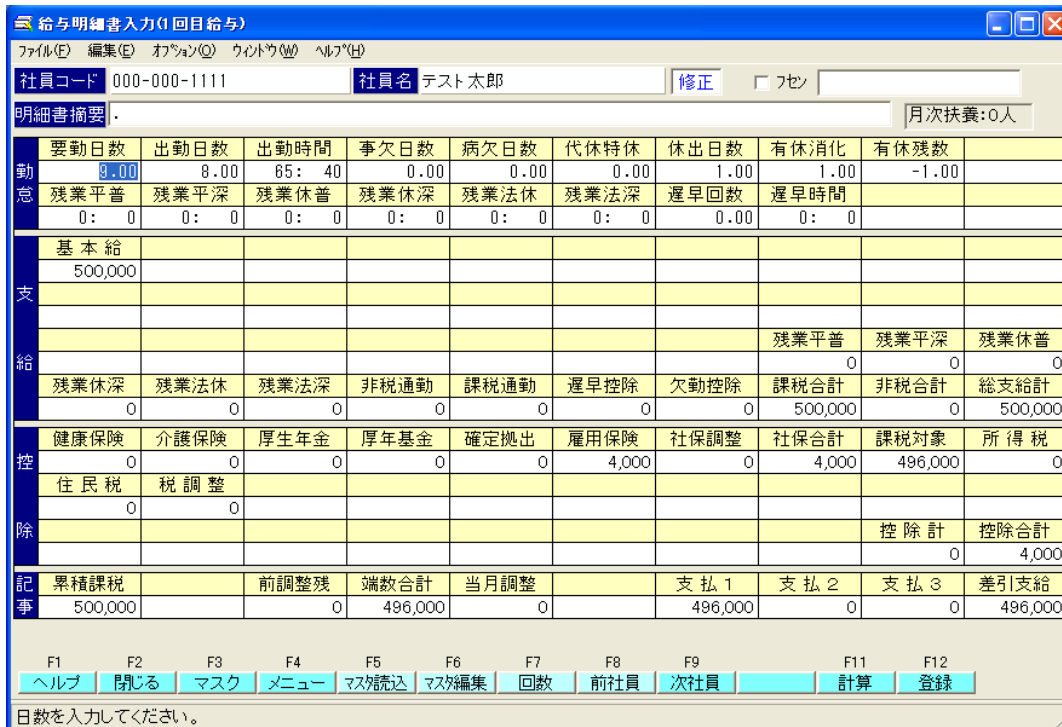 給与明細書入力(1回目給与)
ファイル(F) 編集(E) オプション(O) ウィンドウ(W) ヘルプ(H)
社員コード 000-000-1111 社員名 テスト太郎 修正 フセン
明細書摘要 . 月次扶養:0人
要勤日数 出勤日数 出勤時間 事欠日数 病欠日数 代休特休 休出日数 有休消化 有休残数
勤 9.00 8.00 65: 40 0.00 0.00 0.00 1.00 1.00 -1.00
怠 残業平普 残業平深 残業休普 残業休深 残業法休 残業法深 遅早回数 遅早時間
0: 0 0: 0 0: 0 0: 0 0: 0 0: 0 0.00 0: 0
基本給
500,000
支
残業平普 残業平深 残業休普
給 0 0 0
残業休深 残業法休 残業法深 非税通勤 課税通勤 遅早控除 欠勤控除 課税合計 非税合計 総支給計
0 0 0 0 0 0 0 500,000 0 500,000
健康保険 介護保険 厚生年金 厚年基金 確定拠出 雇用保険 社保調整 社保合計 課税対象 所得税
控 0 0 0 0 0 4,000 0 4,000 496,000 0
住民税 税調整
0 0
除 控除計 控除合計
0 4,000
記 累積課税 前調整残 端数合計 当月調整 支払1 支払2 支払3 差引支給
事 500,000 0 496,000 0 496,000 0 0 496,000
F1 F2 F3 F4 F5 F6 F7 F8 F9 F11 F12
ヘルプ 閉じる マスク メニュー マスタ読込 マスタ編集 回数 前社員 次社員 計算 登録
日数を入力してください。